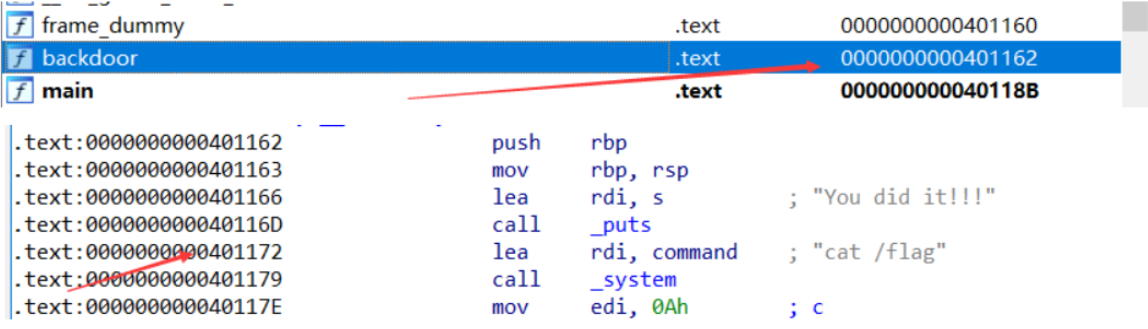 f frame_dummy .text 0000000000401160
f backdoor .text 0000000000401162
f main .text 000000000040118B
.text:0000000000401162 push rbp
.text:0000000000401163 mov rbp, rsp
.text:0000000000401166 lea rdi, s ; "You did it!!!"
.text:000000000040116D call _puts
.text:0000000000401172 lea rdi, command ; "cat /flag"
.text:0000000000401179 call _system
.text:000000000040117E mov edi, 0Ah ; c